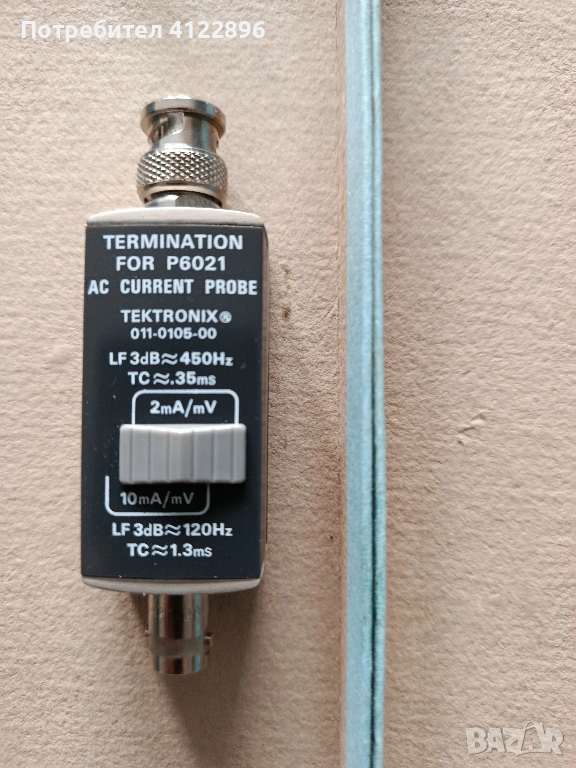 Потребител 4122896
TERMINATION
FOR P6021
AC CURRENT PROBE
TEKTRONIX®
011-0105-00
LF 3dB≈450Hz
TC≈.35ms
2mA/mV
10mA/mV
LF 3dB≈120Hz
TC≈1.3ms
BAZAR